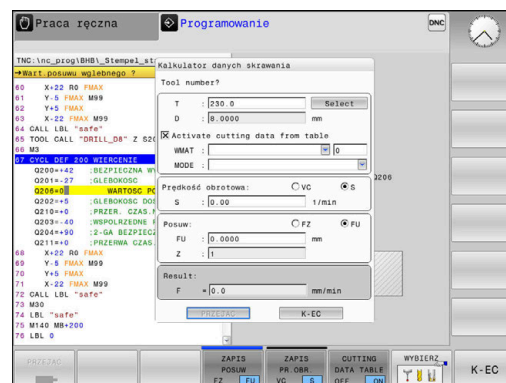 Praca ręczna
Programowanie
DNC
TNC:\nc_prog\BHB\_Stempel_st
→Wart.posuwu wglebnego ?
60 X+22 R0 FMAX
61 Y-5 FMAX M99
62 Y+5 FMAX
63 X-22 FMAX M99
64 CALL LBL "safe"
65 TOOL CALL "DRILL_D8" Z S20
66 M3
67 CYCL DEF 200 WIERCENIE
Q200=+42 ;BEZPIECZNA WY
Q201=-27 ;GLEBOKOSC
Q206=0 WARTOSC PO
Q202=+5 ;GLEBOKOSC DOS
Q210=+0 ;PRZER. CZAS.
Q203=-40 ;WSPOLRZEDNE
Q204=+90 ;2-GA BEZPIECZ
Q211=+0 ;PRZERWA CZAS.
68 X+22 R0 FMAX
69 Y-5 FMAX M99
70 Y+5 FMAX
71 X-22 FMAX M99
72 CALL LBL "safe"
73 M30
74 LBL "safe"
75 M140 MB+200
76 LBL 0
Kalkulator danych skrawania
Tool number?
T : 230.0 Select
D : 8.0000 mm
Activate cutting data from table
WMAT : 0
MODE :
Prędkość obrotowa: VC S
S : 0.00 1/min
Posuw: FZ FU
FU : 0.0000 mm
Z : 1
Result:
F = 0.0 mm/min
PRZEJAC K-EC
Q206
PRZEJAC
ZAPIS POSUW FZ FU
ZAPIS PR.OBR. VC S
CUTTING DATA TABLE OFF ON
WYBIERZ
K-EC